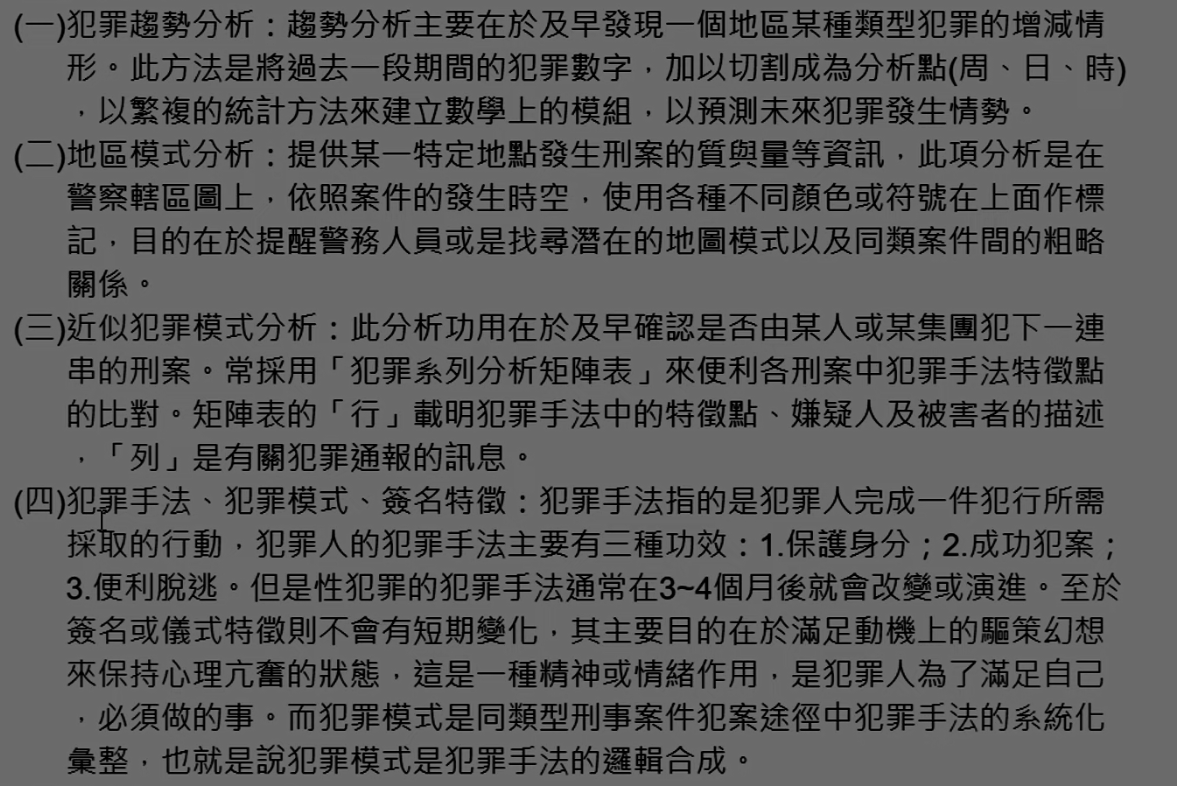 (一)犯罪趨勢分析：趨勢分析主要在於及早發現一個地區某種類型犯罪的增減情
形。此方法是將過去一段期間的犯罪數字，加以切割成為分析點(周、日、時)
，以繁複的統計方法來建立數學上的模組，以預測未來犯罪發生情勢。
(二)地區模式分析：提供某一特定地點發生刑案的質與量等資訊，此項分析是在
警察轄區圖上，依照案件的發生時空，使用各種不同顏色或符號在上面作標
記，目的在於提醒警務人員或是找尋潛在的地圖模式以及同類案件間的粗略
關係。
(三)近似犯罪模式分析：此分析功用在於及早確認是否由某人或某集團犯下一連
串的刑案。常採用「犯罪系列分析矩陣表」來便利各刑案中犯罪手法特徵點
的比對。矩陣表的「行」載明犯罪手法中的特徵點、嫌疑人及被害者的描述
，「列」是有關犯罪通報的訊息。
(四)犯罪手法、犯罪模式、簽名特徵：犯罪手法指的是犯罪人完成一件犯行所需
採取的行動，犯罪人的犯罪手法主要有三種功效：1.保護身分；2.成功犯案；
3.便利脫逃。但是性犯罪的犯罪手法通常在3~4個月後就會改變或演進。至於
簽名或儀式特徵則不會有短期變化，其主要目的在於滿足動機上的驅策幻想
來保持心理亢奮的狀態，這是一種精神或情緒作用，是犯罪人為了滿足自己
，必須做的事。而犯罪模式是同類型刑事案件犯案途徑中犯罪手法的系統化
彙整，也就是說犯罪模式是犯罪手法的邏輯合成。